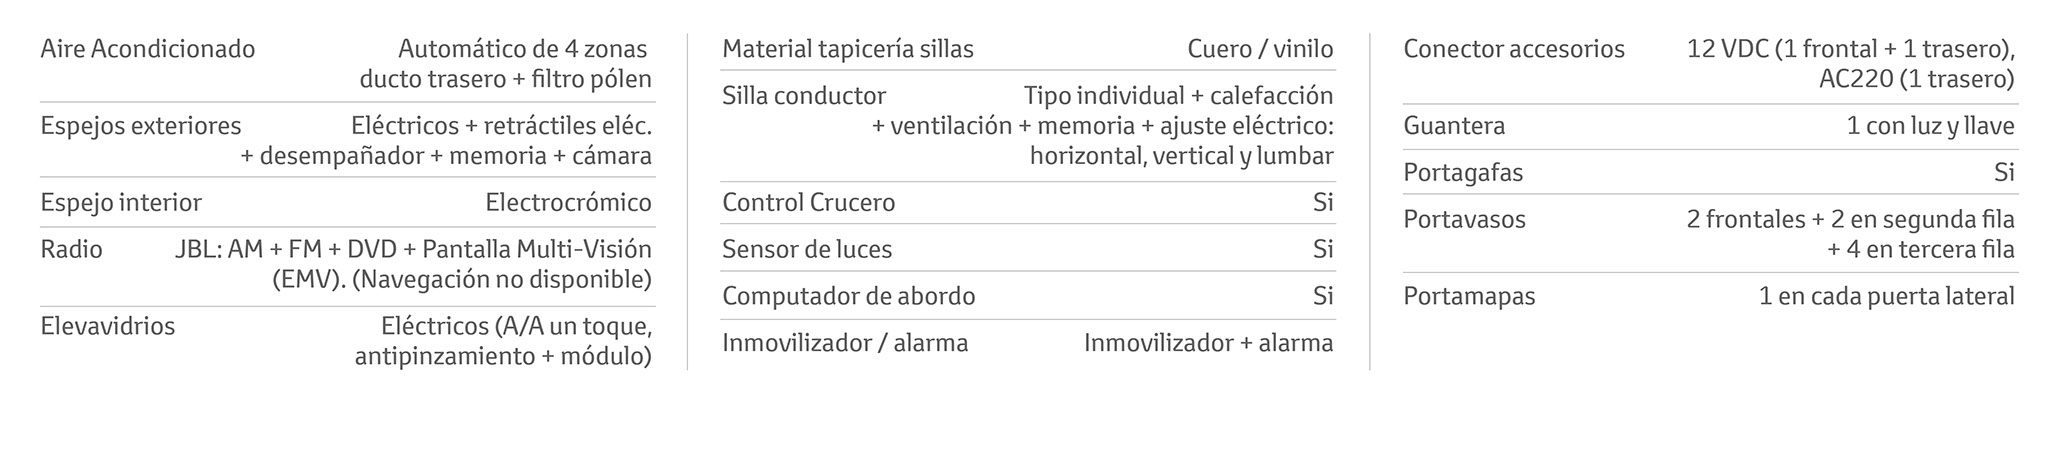 Aire Acondicionado Automático de 4 zonas
ducto trasero + filtro pólen
Espejos exteriores Eléctricos + retráctiles eléc.
+ desempañador + memoria + cámara
Espejo interior Electrocrómico
Radio JBL: AM + FM + DVD + Pantalla Multi-Visión
(EMV). (Navegación no disponible)
Elevavidrios Eléctricos (A/A un toque,
antipinzamiento + módulo)
Material tapicería sillas Cuero / vinilo
Silla conductor Tipo individual + calefacción
+ ventilación + memoria + ajuste eléctrico:
horizontal, vertical y lumbar
Control Crucero Si
Sensor de luces Si
Computador de abordo Si
Inmovilizador / alarma Inmovilizador + alarma
Conector accesorios 12 VDC (1 frontal + 1 trasero),
AC220 (1 trasero)
Guantera 1 con luz y llave
Portagafas Si
Portavasos 2 frontales + 2 en segunda fila
+ 4 en tercera fila
Portamapas 1 en cada puerta lateral